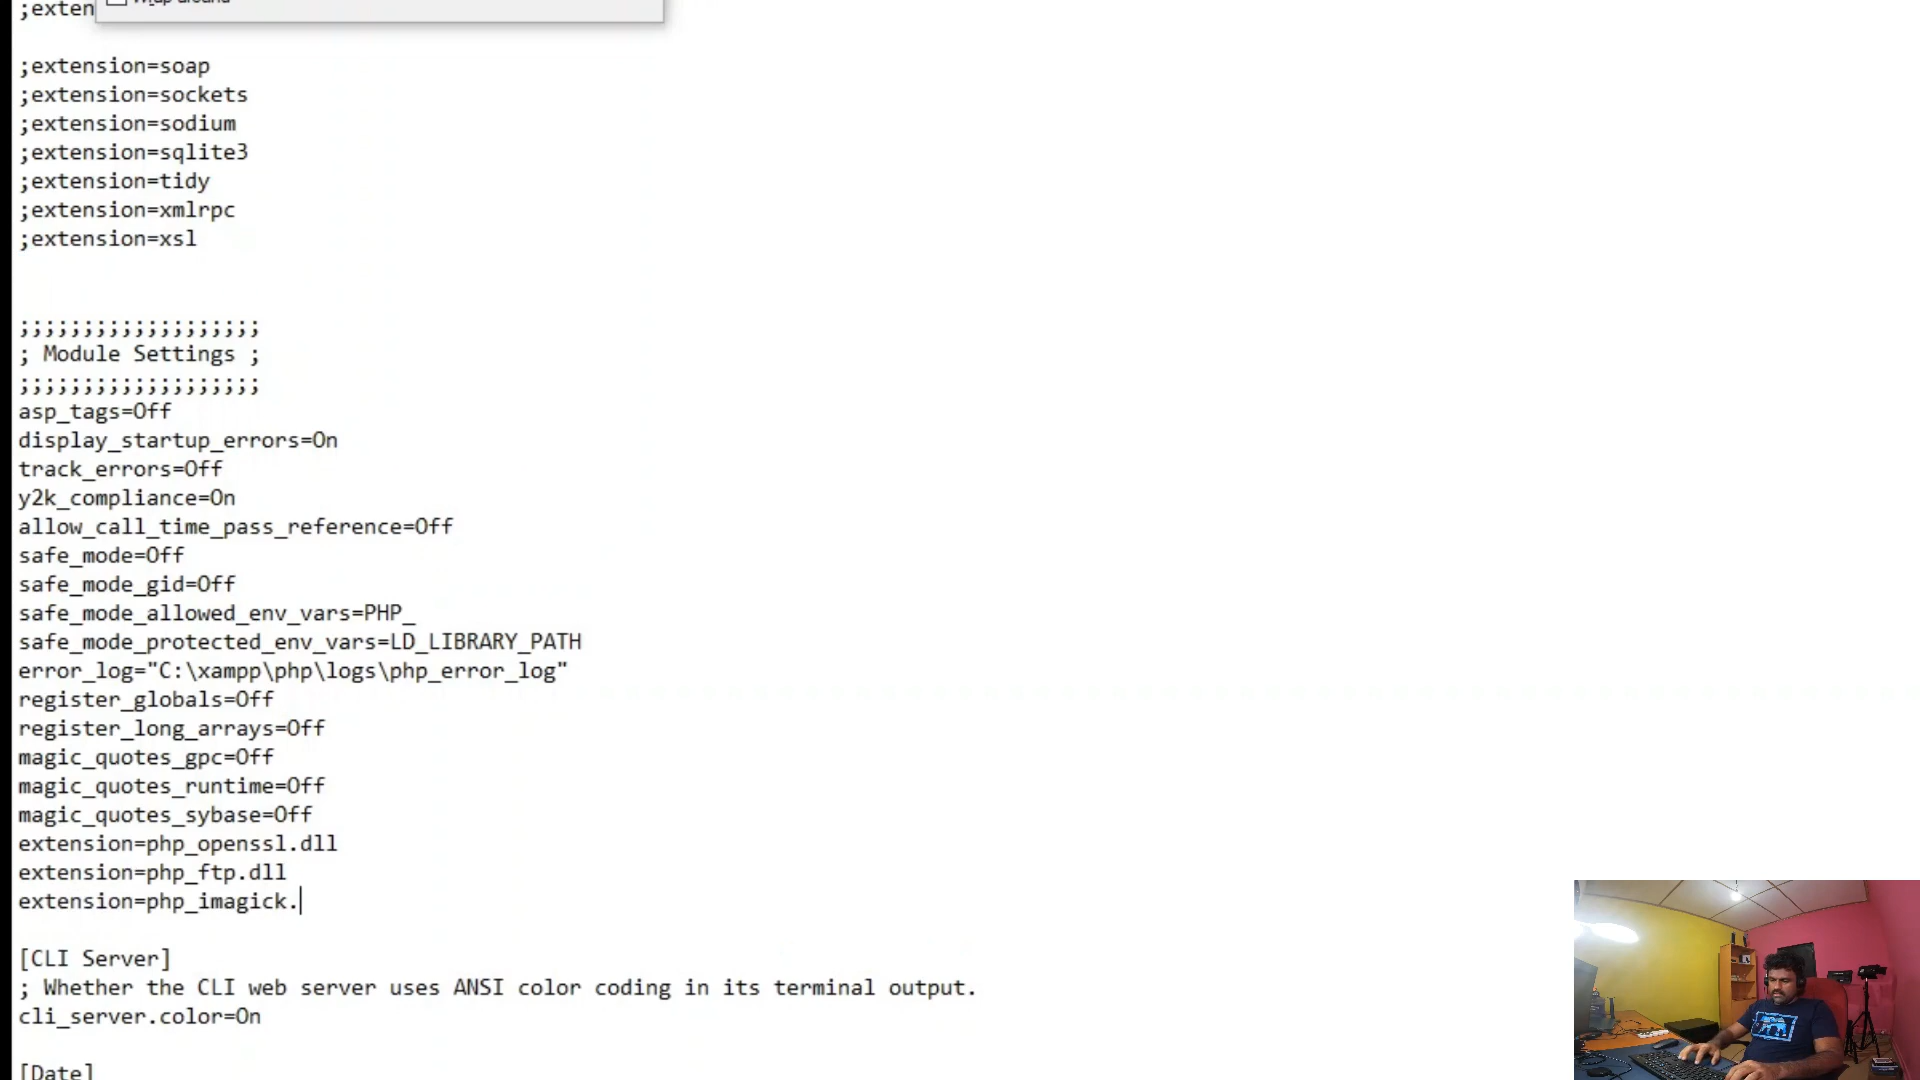 ;exten
Wrap around
;extension=soap
;extension=sockets
;extension=sodium
;extension=sqlite3
;extension=tidy
;extension=xmlrpc
;extension=xsl
;;;;;;;;;;;;;;;;;;;
; Module Settings ;
;;;;;;;;;;;;;;;;;;;
asp_tags=Off
display_startup_errors=On
track_errors=Off
y2k_compliance=On
allow_call_time_pass_reference=Off
safe_mode=Off
safe_mode_gid=Off
safe_mode_allowed_env_vars=PHP_
safe_mode_protected_env_vars=LD_LIBRARY_PATH
error_log="C:\xampp\php\logs\php_error_log"
register_globals=Off
register_long_arrays=Off
magic_quotes_gpc=Off
magic_quotes_runtime=Off
magic_quotes_sybase=Off
extension=php_openssl.dll
extension=php_ftp.dll
extension=php_imagick.
[CLI Server]
; Whether the CLI web server uses ANSI color coding in its terminal output.
cli_server.color=On
[Date]